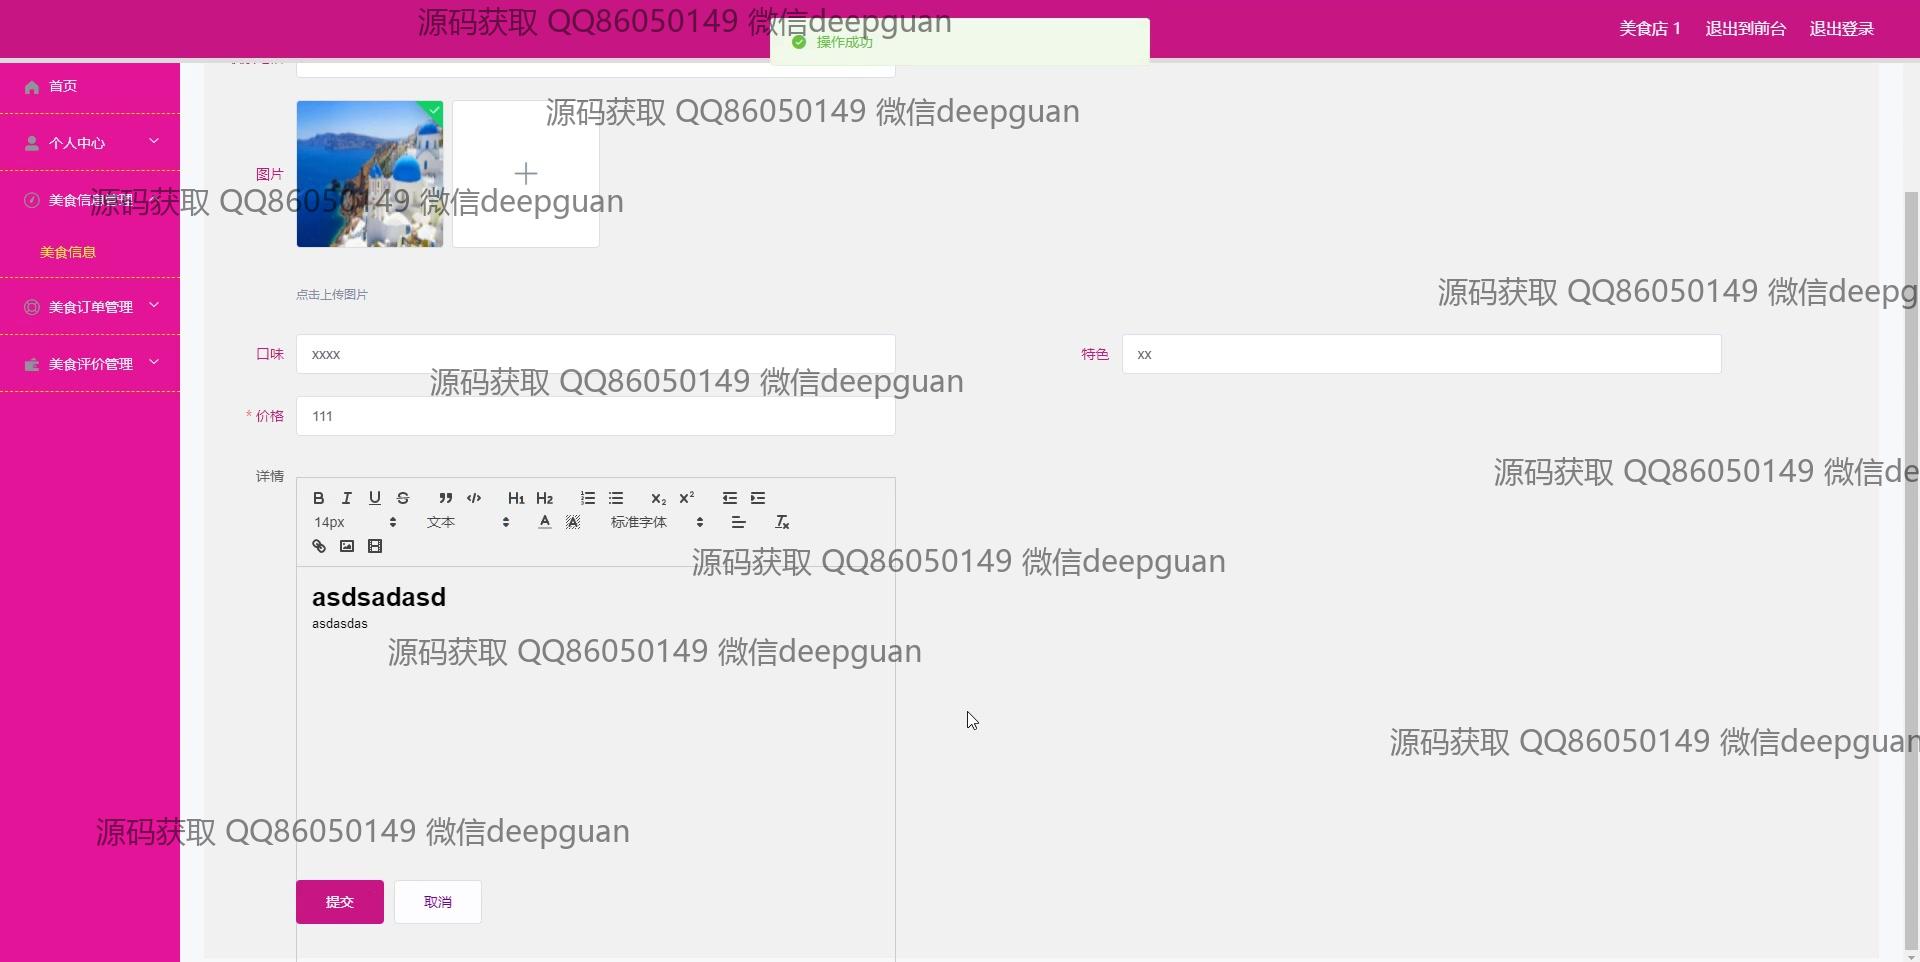 源码获取 QQ86050149 微信deepguan
操作成功
美食店 1 退出到前台 退出登录
首页
源码获取 QQ86050149 微信deepguan
个人中心
图片
美食信息管理
源码获取 QQ86050149 微信deepguan
美食信息
点击上传图片
源码获取 QQ86050149 微信deepg
美食订单管理
口味 xxxx
特色 xx
美食评价管理
源码获取 QQ86050149 微信deepguan
* 价格 111
详情
源码获取 QQ86050149 微信de
B I U S H1 H2 X2 X2
14px 文本 A A 标准字体 Tx
源码获取 QQ86050149 微信deepguan
asdsadasd
asdasdas
源码获取 QQ86050149 微信deepguan
源码获取 QQ86050149 微信deepguan
源码获取 QQ86050149 微信deepguan
提交 取消